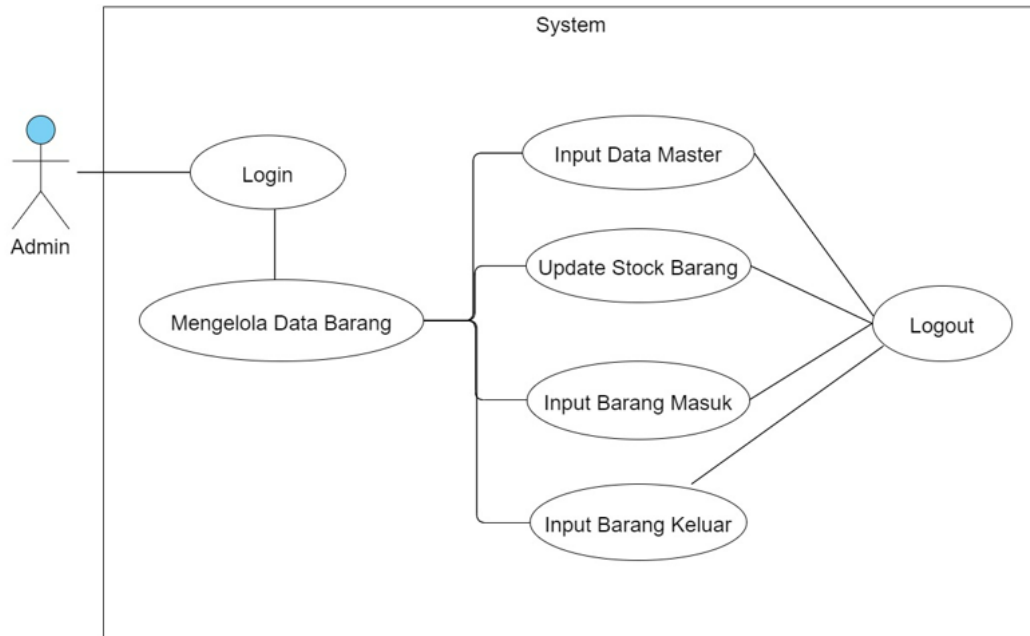 System
Admin
Login
Mengelola Data Barang
Input Data Master
Update Stock Barang
Input Barang Masuk
Input Barang Keluar
Logout